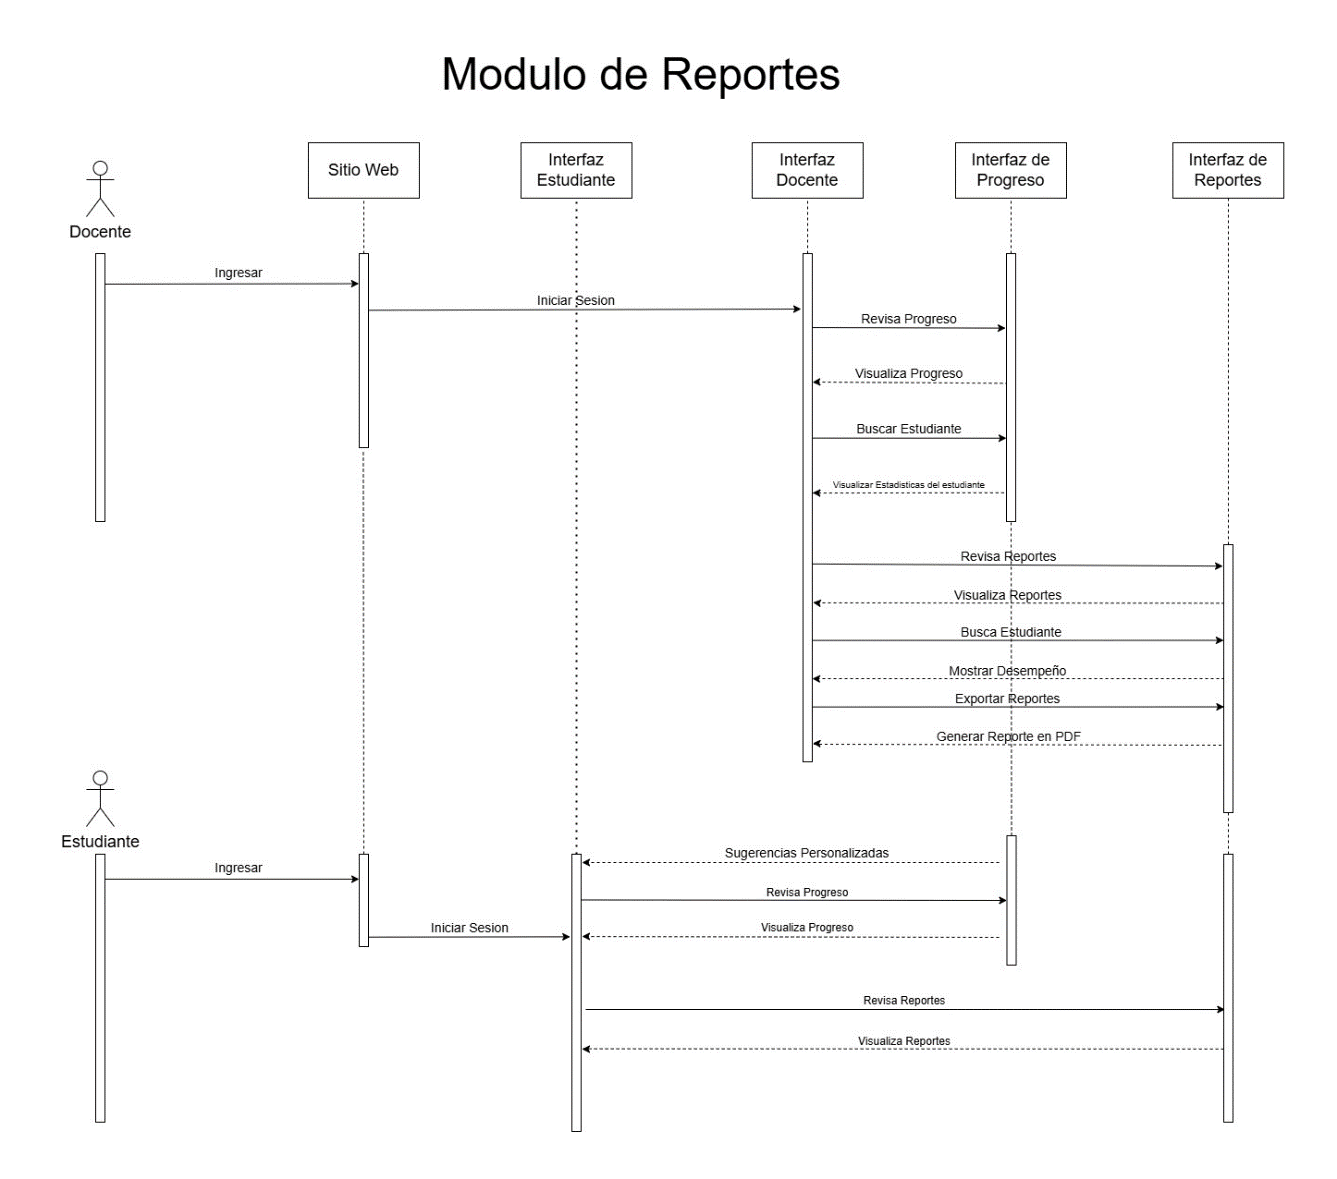 Modulo de Reportes
Docente
Sitio Web
Interfaz
Estudiante
Interfaz
Docente
Interfaz de
Progreso
Interfaz de
Reportes
Ingresar
Iniciar Sesion
Revisa Progreso
Visualiza Progreso
Buscar Estudiante
Visualizar Estadisticas del estudiante
Revisa Reportes
Visualiza Reportes
Busca Estudiante
Mostrar Desempeño
Exportar Reportes
Generar Reporte en PDF
Estudiante
Ingresar
Sugerencias Personalizadas
Revisa Progreso
Iniciar Sesion
Visualiza Progreso
Revisa Reportes
Visualiza Reportes